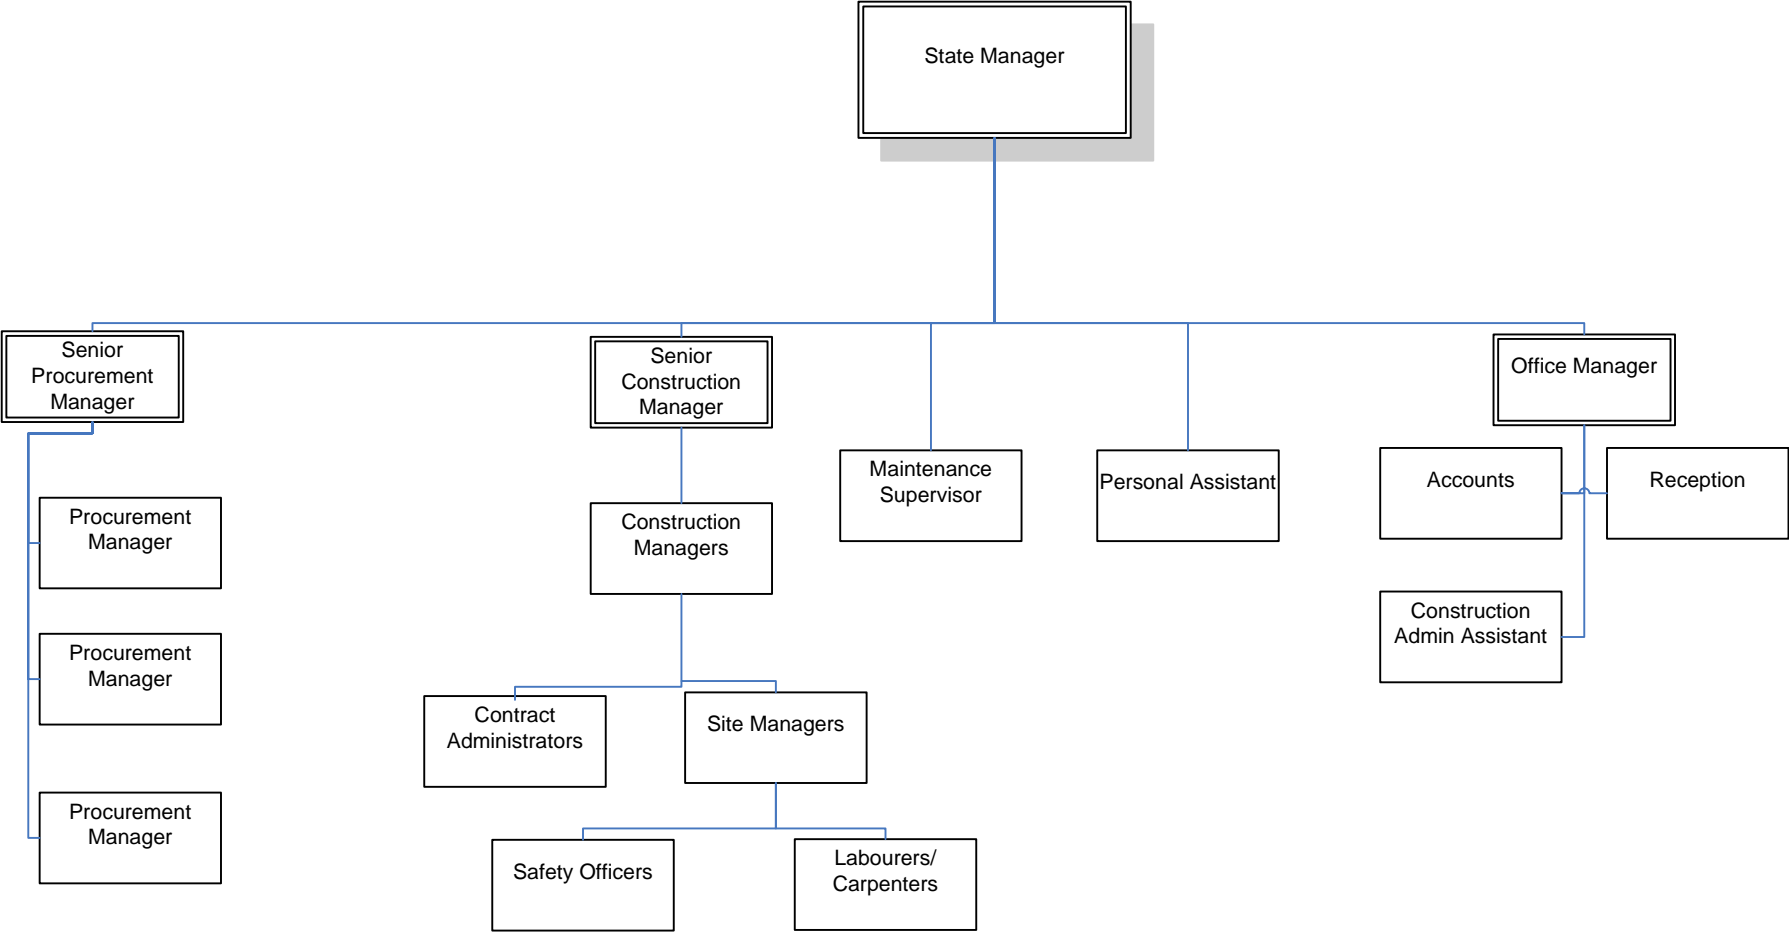 State Manager
Senior
Procurement
Manager
Senior
Construction
Manager
Office Manager
Maintenance
Supervisor
Personal Assistant
Accounts
Reception
Procurement
Manager
Construction
Managers
Construction
Admin Assistant
Procurement
Manager
Contract
Administrators
Site Managers
Procurement
Manager
Safety Officers
Labourers/
Carpenters